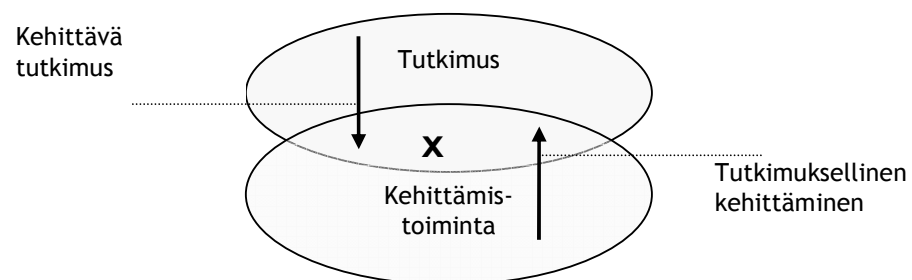 Kehittävä
tutkimus
Tutkimus
X
Kehittämis-
toiminta
Tutkimuksellinen
kehittäminen